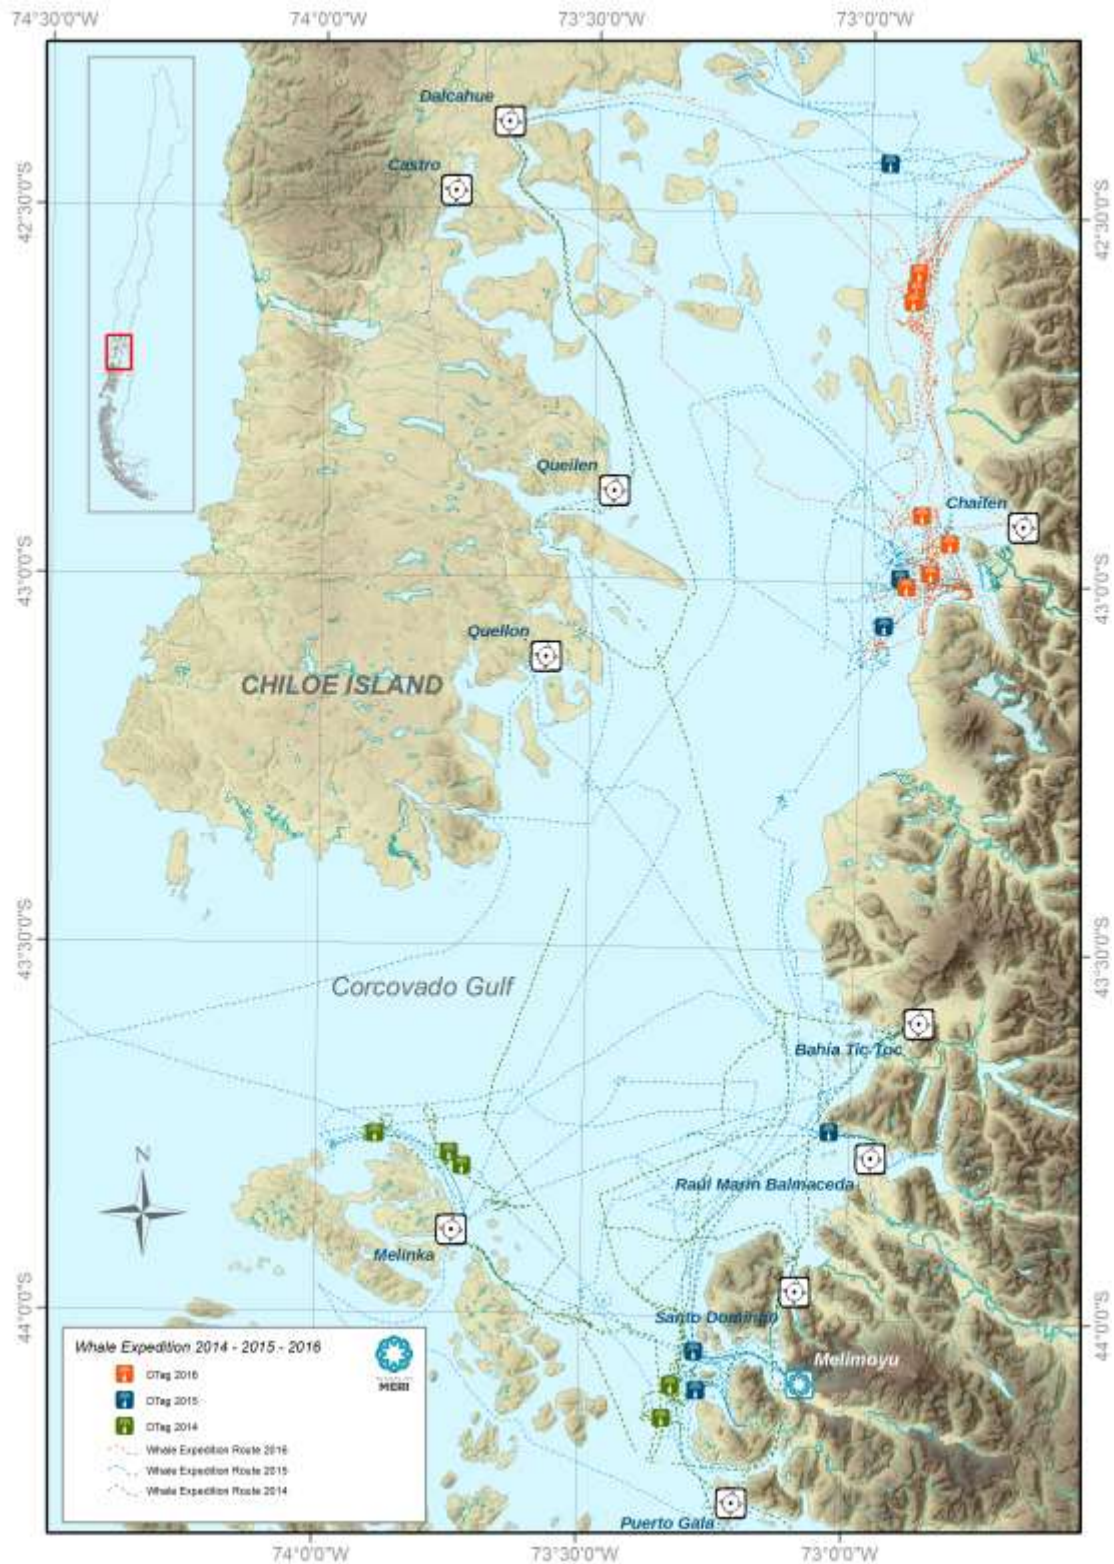 74°30'0"W
74°0'0"W
73°30'0"W
73°0'0"W
Dalcahue
Castro
42°30'0"S
42°30'0"S
Queilen
Chaiten
43°0'0"S
43°0'0"S
Quellon
CHILOE ISLAND
43°30'0"S
43°30'0"S
Corcovado Gulf
Bahia Tic Toc
N
Raúl Marin Balmaceda
Melinka
44°0'0"S
44°0'0"S
Santo Domingo
Melimoyu
Whale Expedition 2014 - 2015 - 2016
DTag 2016
DTag 2015
DTag 2014
MERI
Whale Expedition Route 2016
Whale Expedition Route 2015
Whale Expedition Route 2014
Puerto Gala
74°0'0"W
73°30'0"W
73°0'0"W